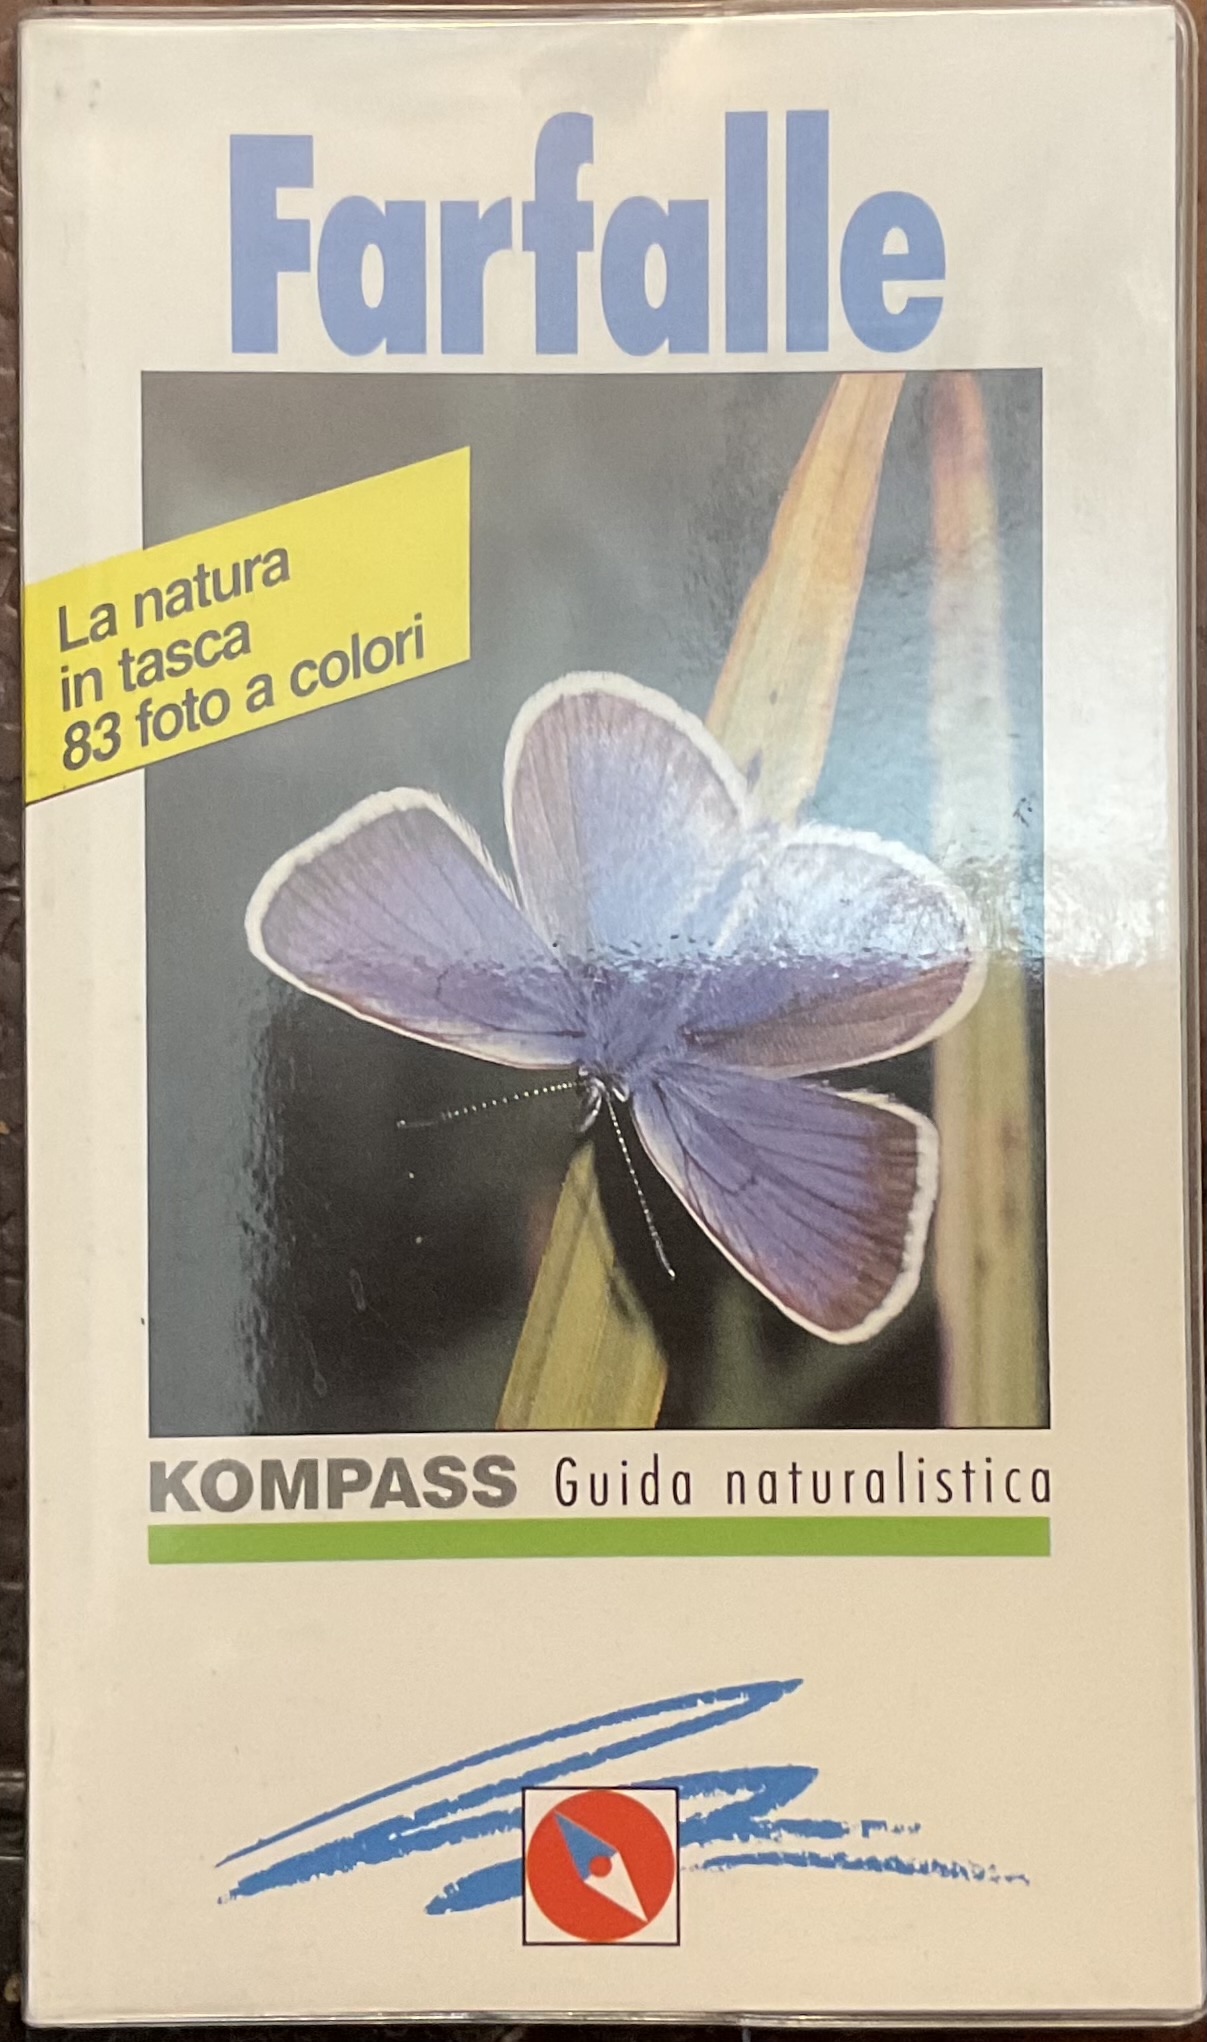 Farfalle
La natura
in tasca
83 foto a colori
KOMPASS Guida naturalistica